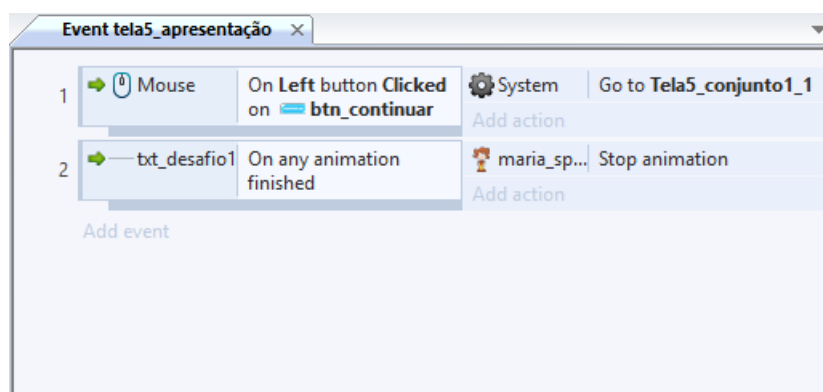 Event tela5_apresentação ×
1 Mouse On Left button Clicked System Go to Tela5_conjunto1_1
on btn_continuar Add action
2 txt_desafio1 On any animation maria_sp... Stop animation
finished Add action
Add event